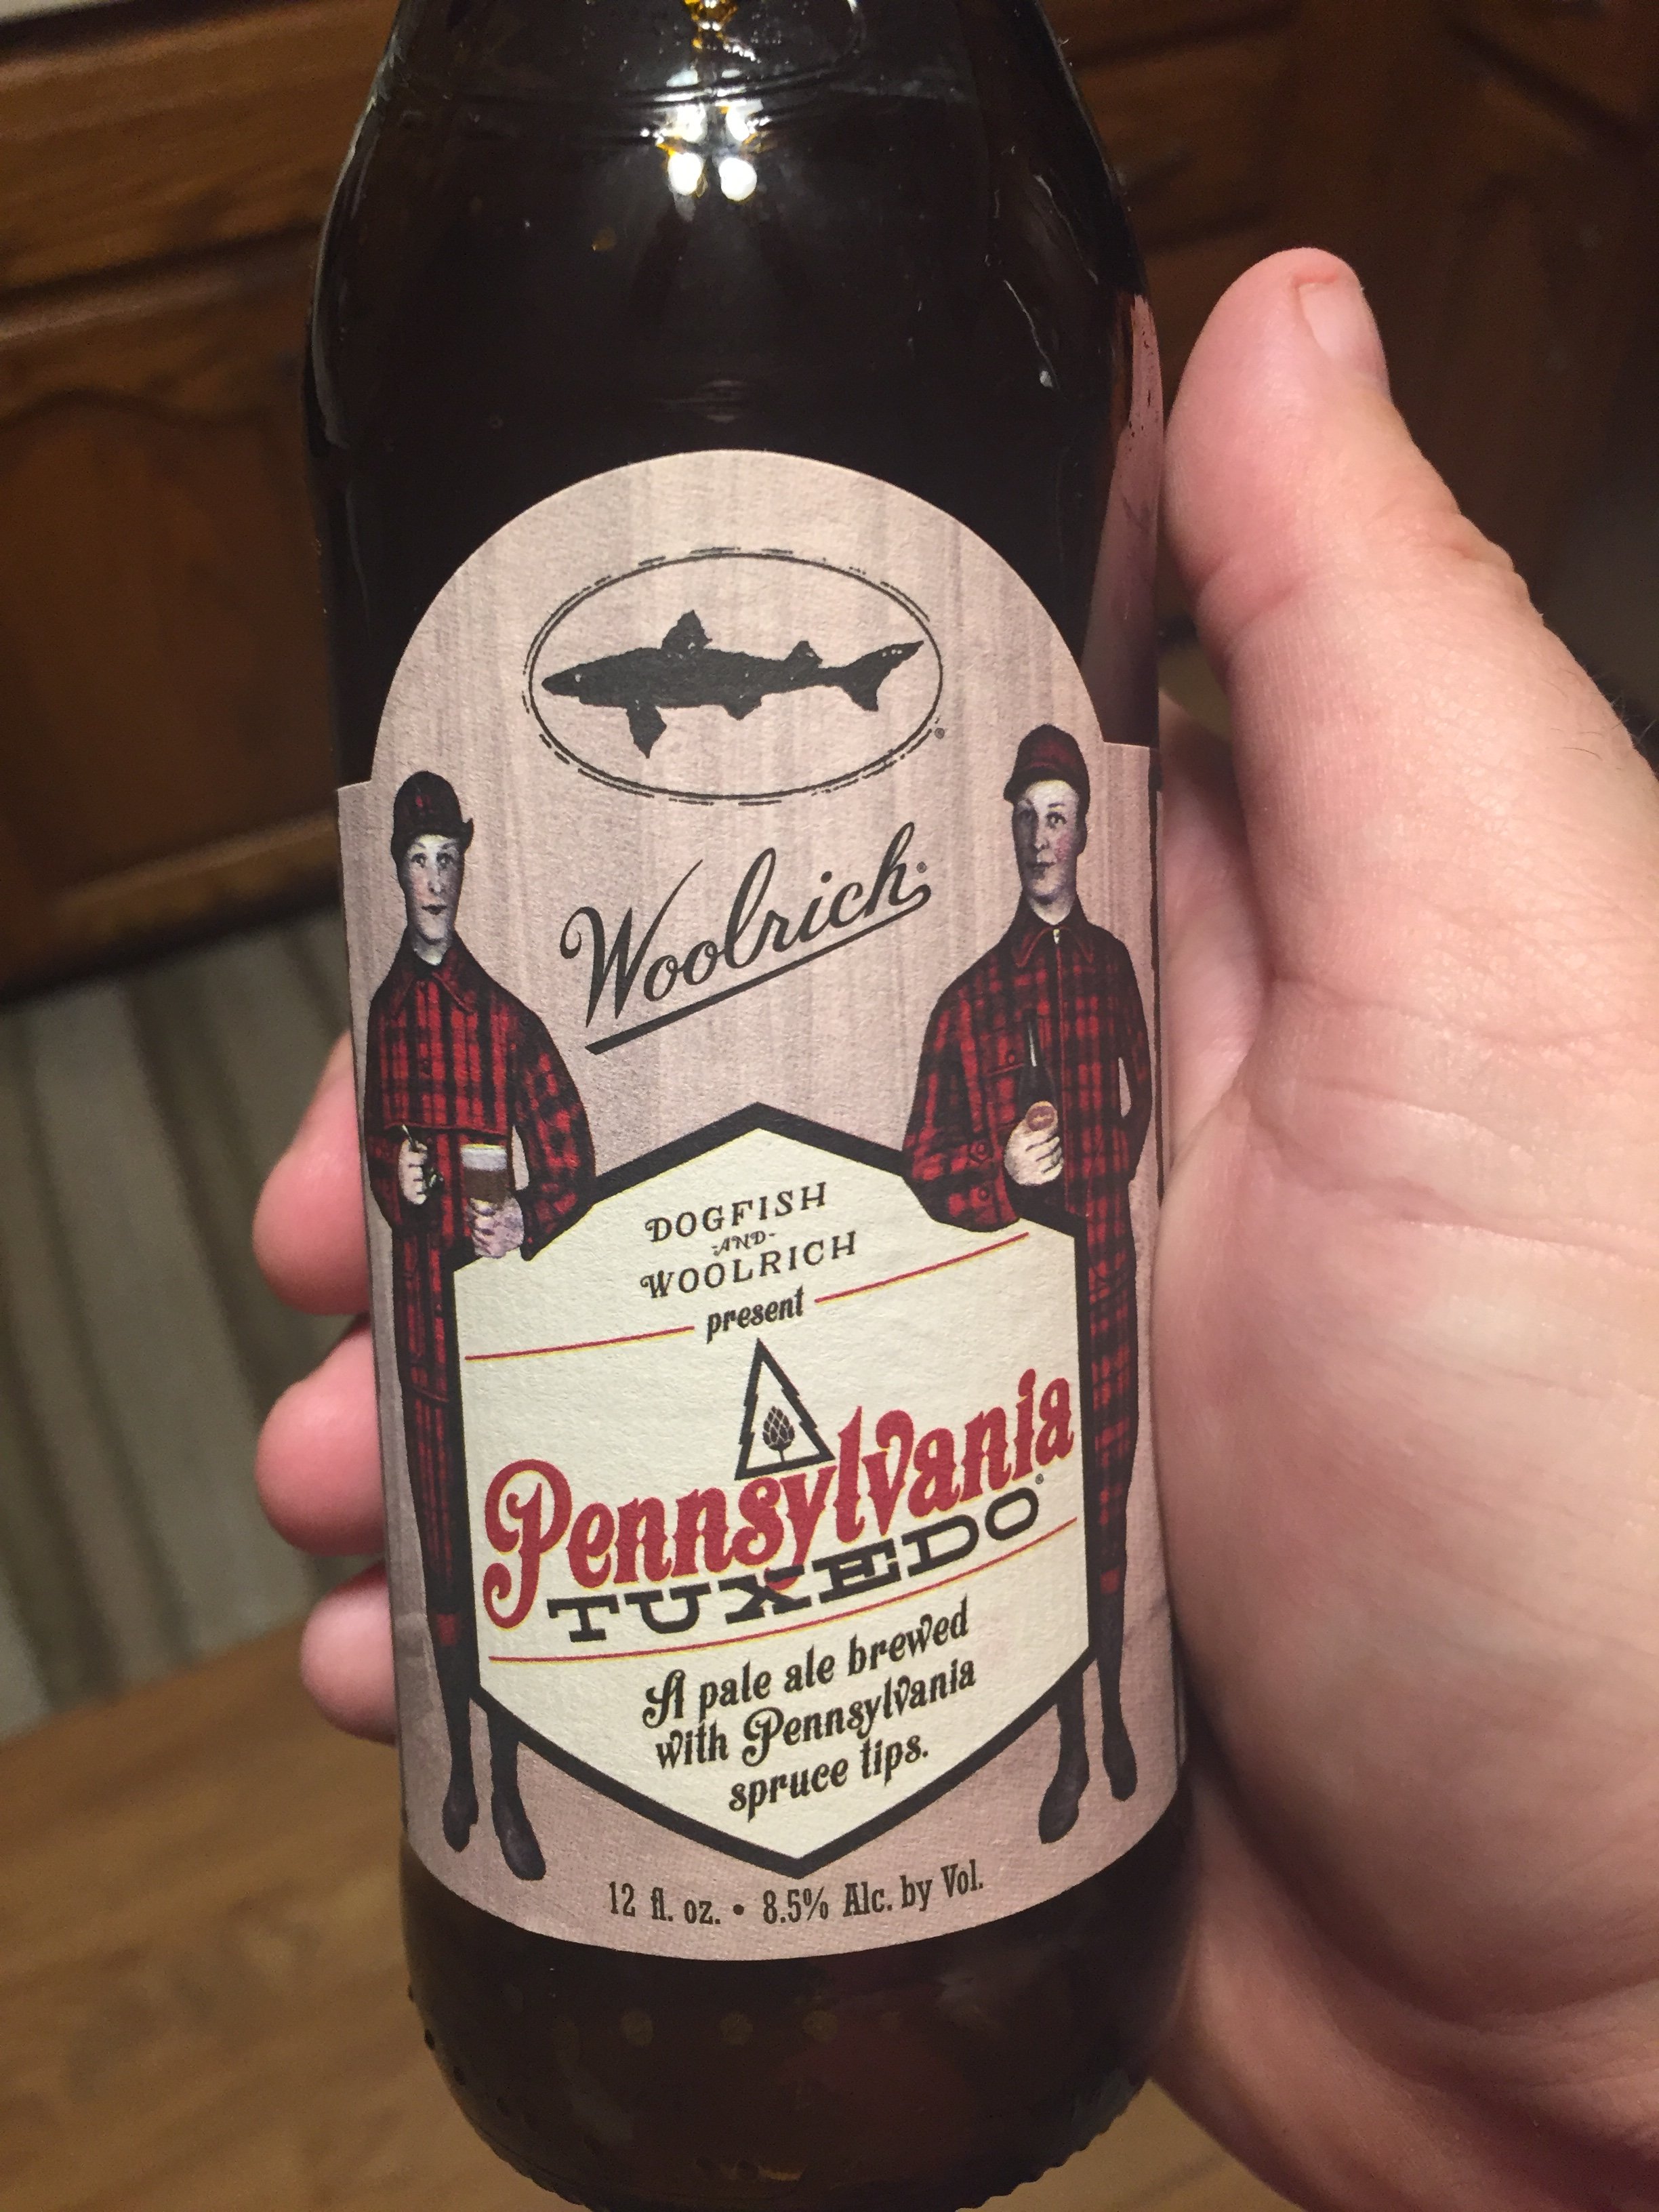 Woolrich®
DOGFISH
-AND-
WOOLRICH
present
Pennsylvania
TUXEDO®
A pale ale brewed
with Pennsylvania
spruce tips.
12 fl. oz. • 8.5% Alc. by Vol.